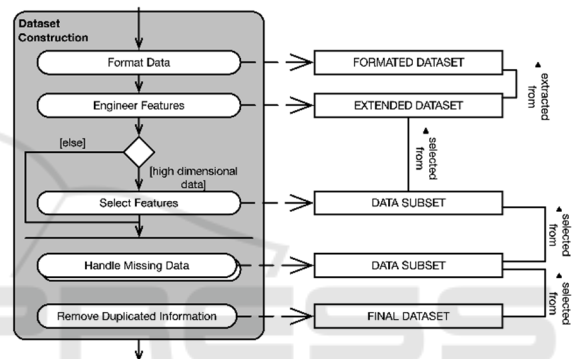 Dataset
Construction
Format Data
FORMATED DATASET
extracted
from
Engineer Features
EXTENDED DATASET
[else]
selected
from
[high dimensional
data]
Select Features
DATA SUBSET
selected
from
Handle Missing Data
DATA SUBSET
selected
from
Remove Duplicated Information
FINAL DATASET
PRESS